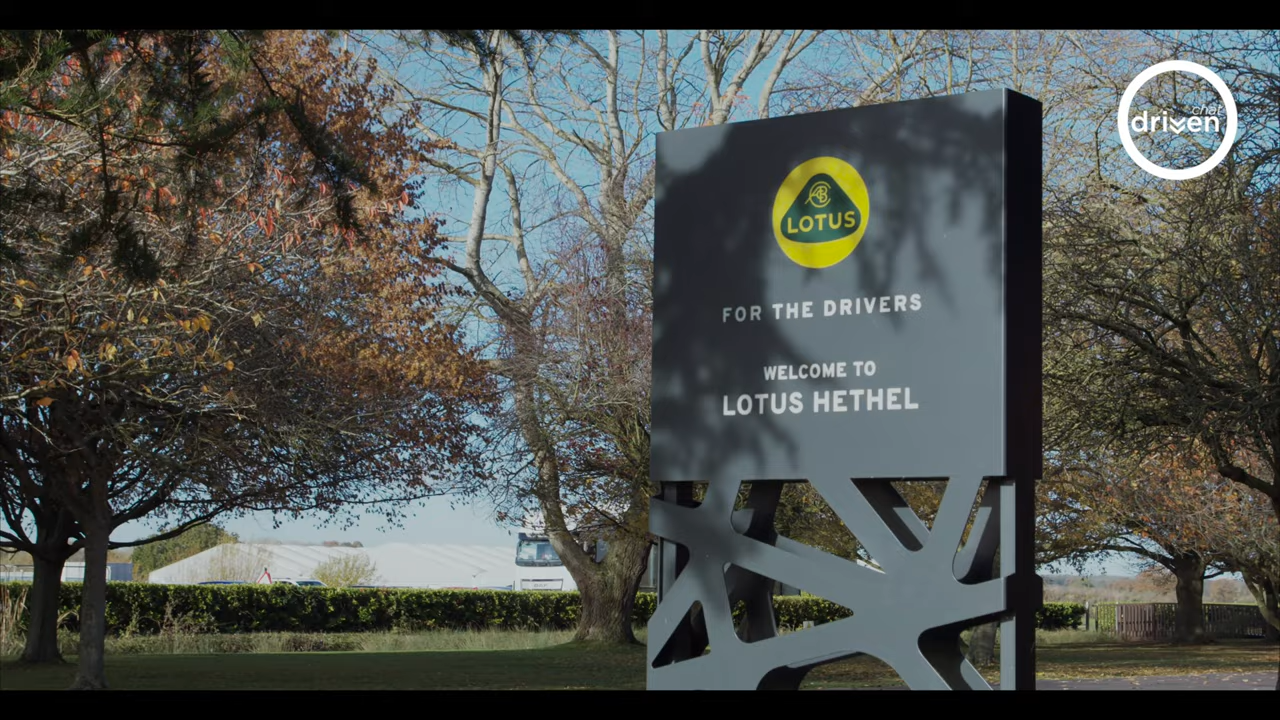 LOTUS
FOR THE DRIVERS
WELCOME TO
LOTUS HETHEL
driven